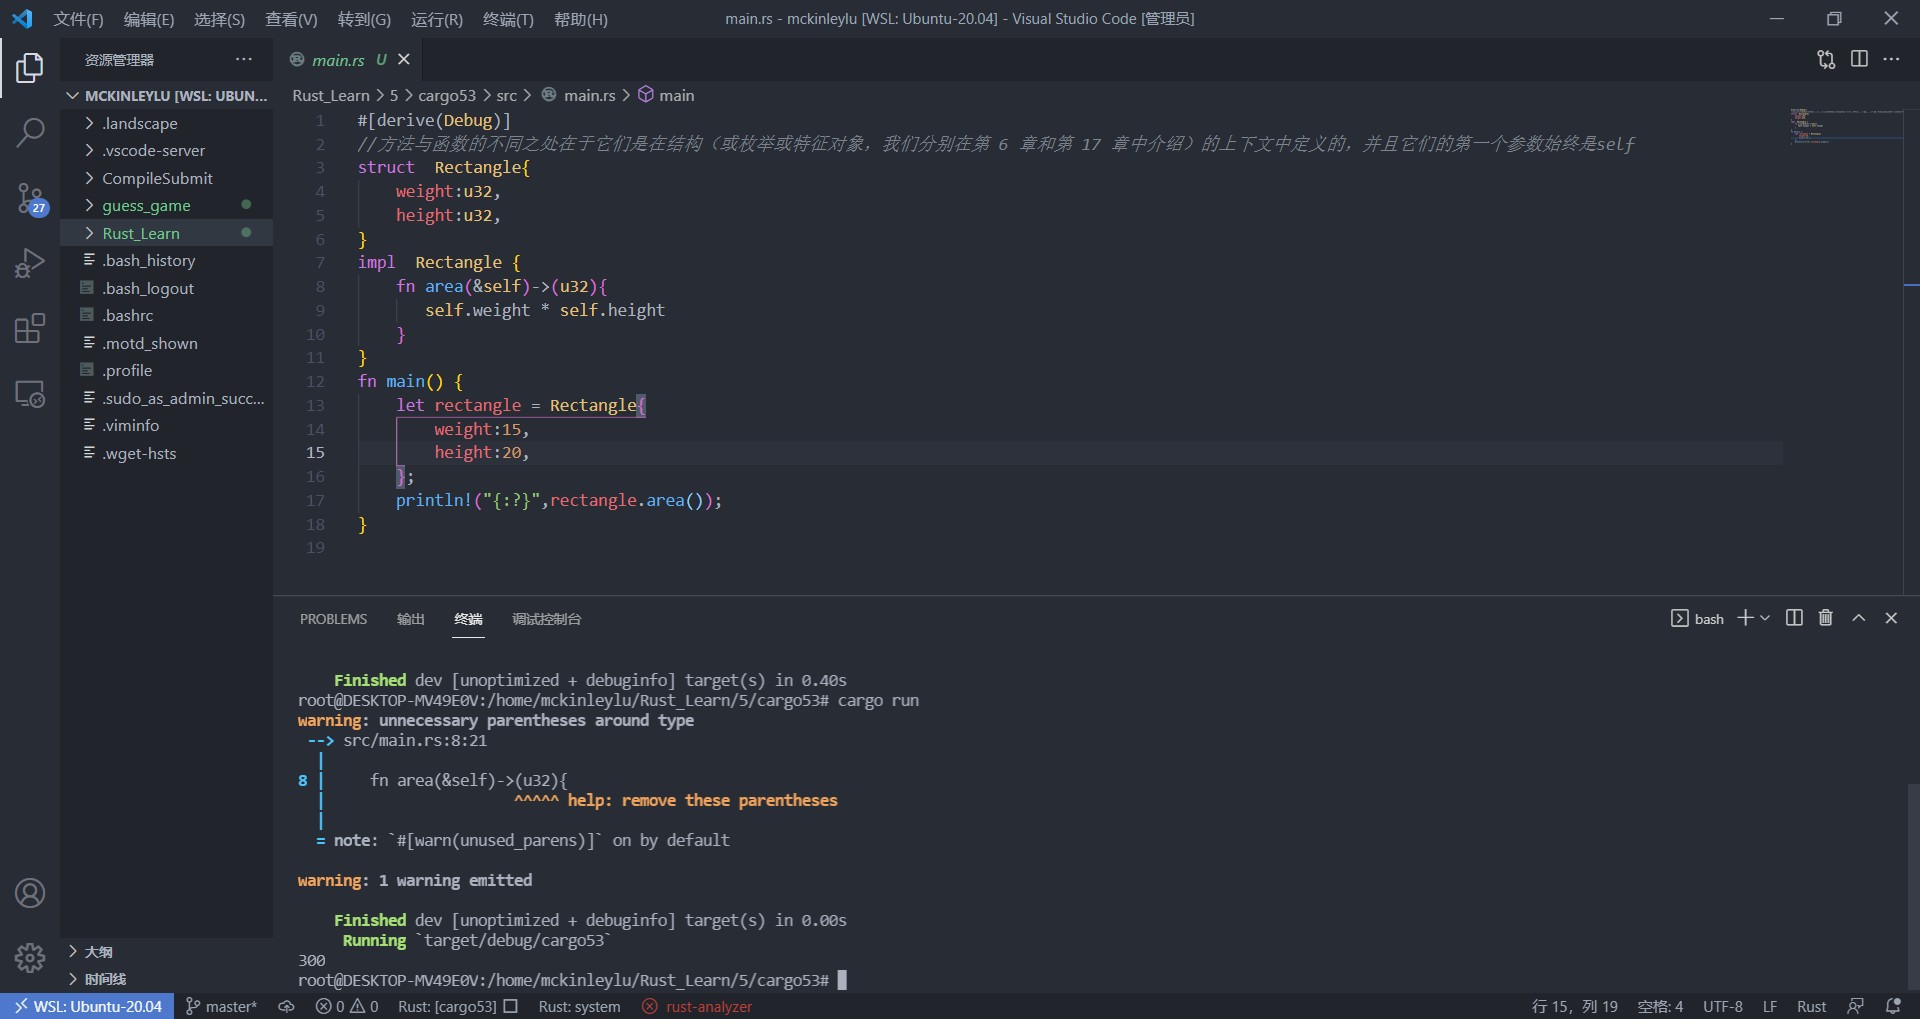 文件(F) 编辑(E) 选择(S) 查看(V) 转到(G) 运行(R) 终端(T) 帮助(H) main.rs - mckinleylu [WSL: Ubuntu-20.04] - Visual Studio Code [管理员]
资源管理器
MCKINLEYLU [WSL: UBUN...
.landscape
.vscode-server
CompileSubmit
guess_game
Rust_Learn
.bash_history
.bash_logout
.bashrc
.motd_shown
.profile
.sudo_as_admin_succ...
.viminfo
.wget-hsts
大纲
时间线
27
main.rs U
Rust_Learn > 5 > cargo53 > src > main.rs > main
1 #[derive(Debug)]
2 //方法与函数的不同之处在于它们是在结构（或枚举或特征对象，我们分别在第 6 章和第 17 章中介绍）的上下文中定义的，并且它们的第一个参数始终是self
3 struct  Rectangle{
4     weight:u32,
5     height:u32,
6 }
7 impl  Rectangle {
8     fn area(&self)->(u32){
9        self.weight * self.height
10     }
11 }
12 fn main() {
13     let rectangle = Rectangle{
14         weight:15,
15         height:20,
16     };
17     println!("{:?}",rectangle.area());
18 }
19
PROBLEMS 输出 终端 调试控制台 bash
    Finished dev [unoptimized + debuginfo] target(s) in 0.40s
root@DESKTOP-MV49E0V:/home/mckinleylu/Rust_Learn/5/cargo53# cargo run
warning: unnecessary parentheses around type
 --> src/main.rs:8:21
  |
8 |     fn area(&self)->(u32){
  |                     ^^^^^ help: remove these parentheses
  |
  = note: `#[warn(unused_parens)]` on by default
warning: 1 warning emitted
    Finished dev [unoptimized + debuginfo] target(s) in 0.00s
     Running `target/debug/cargo53`
300
root@DESKTOP-MV49E0V:/home/mckinleylu/Rust_Learn/5/cargo53#
WSL: Ubuntu-20.04 master* 0 0 Rust: [cargo53] Rust: system rust-analyzer 行 15，列 19 空格: 4 UTF-8 LF Rust